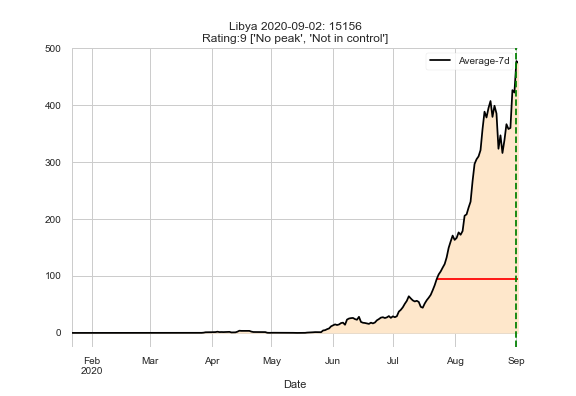 Libya 2020-09-02: 15156
Rating:9 ['No peak', 'Not in control']
500
Average-7d
400
300
200
100
0
Feb Mar Apr May Jun Jul Aug Sep
2020
Date